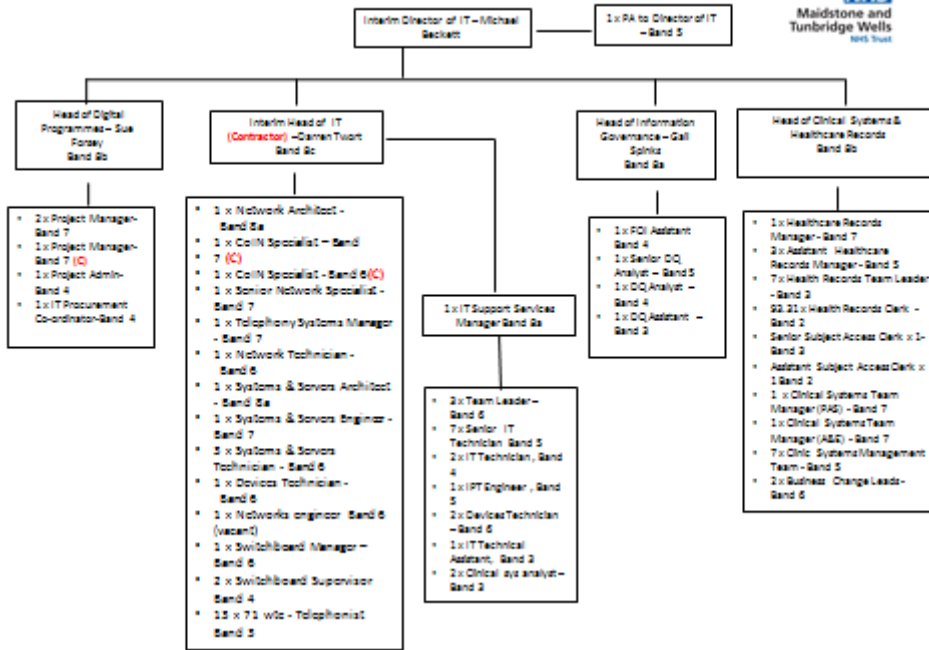 Interim Director of IT – Michael
Beckett
1 x PA to Director of IT
– Band 5
NHS
Maidstone and
Tunbridge Wells
NHS Trust
Head of Digital
Programmes – Sue
Forsey
Band 8b
Interim Head of IT
(Contractor) – Darren Twort
Band 8c
Head of Information
Governance – Gail
Spinks
Band 8a
Head of Clinical Systems &
Healthcare Records
Band 8b
2 x Project Manager-
Band 7
1 x Project Manager-
Band 7 (C)
1 x Project Admin-
Band 4
1 x IT Procurement
Co-ordinator-Band 4
1 x Network Architect -
Band 8a
1 x CoIN Specialist – Band
7 (C)
1 x CoIN Specialist - Band 6 (C)
1 x Senior Network Specialist -
Band 7
1 x Telephony Systems Manager
- Band 7
1 x Network Technician -
Band 6
1 x Systems & Servers Architect
- Band 8a
1 x Systems & Servers Engineer -
Band 7
3 x Systems & Servers
Technician - Band 6
1 x Devices Technician -
Band 6
1 x Networks engineer Band 6
(vacant)
1 x Switchboard Manager –
Band 6
2 x Switchboard Supervisor
Band 4
13 x 71 wte - Telephonist
Band 3
1 x IT Support Services
Manager Band 8a
3 x Team Leader –
Band 6
7 x Senior IT
Technician Band 5
2 x IT Technician, Band
4
1 x IPT Engineer, Band
5
2 x Devices Technician
– Band 6
1 x IT Technical
Assistant, Band 3
2 x Clinical sys analyst –
Band 3
1 x FOI Assistant
Band 4
1 x Senior DQ
Analyst – Band 5
1 x DQ Analyst –
Band 4
1 x DQ Assistant –
Band 3
1 x Healthcare Records
Manager - Band 7
3 x Assistant Healthcare
Records Manager - Band 5
7 x Health Records Team Leader
- Band 3
93.31 x Health Records Clerk -
Band 2
Senior Subject Access Clerk x 1-
Band 3
Assistant Subject Access Clerk x
1 Band 2
1 x Clinical Systems Team
Manager (PAS) - Band 7
1 x Clinical Systems Team
Manager (A&E) - Band 7
7 x Clinic Systems Management
Team - Band 5
2 x Business Change Leads -
Band 6